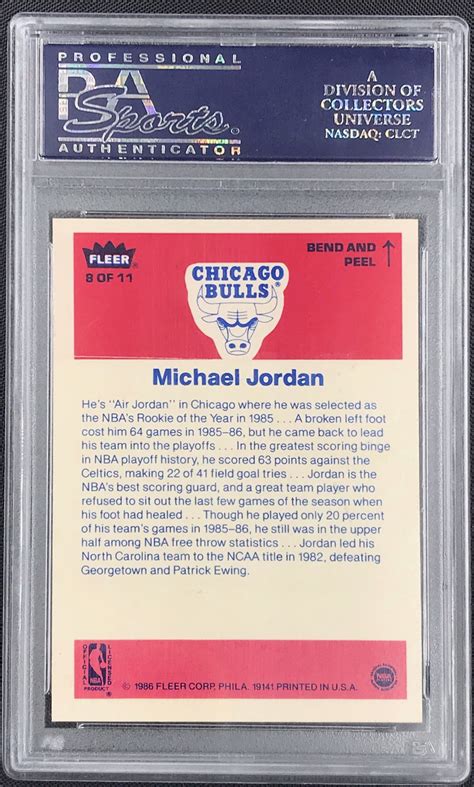 PROFESSIONAL
PSA
Sports
AUTHENTICATOR
A
DIVISION OF
COLLECTORS
UNIVERSE
NASDAQ: CLCT
FLEER®
8 OF 11
CHICAGO
BULLS®
BEND AND
PEEL
Michael Jordan
He's "Air Jordan" in Chicago where he was selected as
the NBA's Rookie of the Year in 1985 . . . A broken left foot
cost him 64 games in 1985–86, but he came back to lead
his team into the playoffs . . . In the greatest scoring binge
in NBA playoff history, he scored 63 points against the
Celtics, making 22 of 41 field goal tries . . . Jordan is the
NBA's best scoring guard, and a great team player who
refused to sit out the last few games of the season when
his foot had healed . . . Though he played only 20 percent
of his team's games in 1985–86, he still was in the upper
half among NBA free throw statistics . . . Jordan led his
North Carolina team to the NCAA title in 1982, defeating
Georgetown and Patrick Ewing.
OFFICIAL
LICENSED
NBA
PRODUCT
© 1986 FLEER CORP. PHILA. 19141 PRINTED IN U.S.A.
NBA